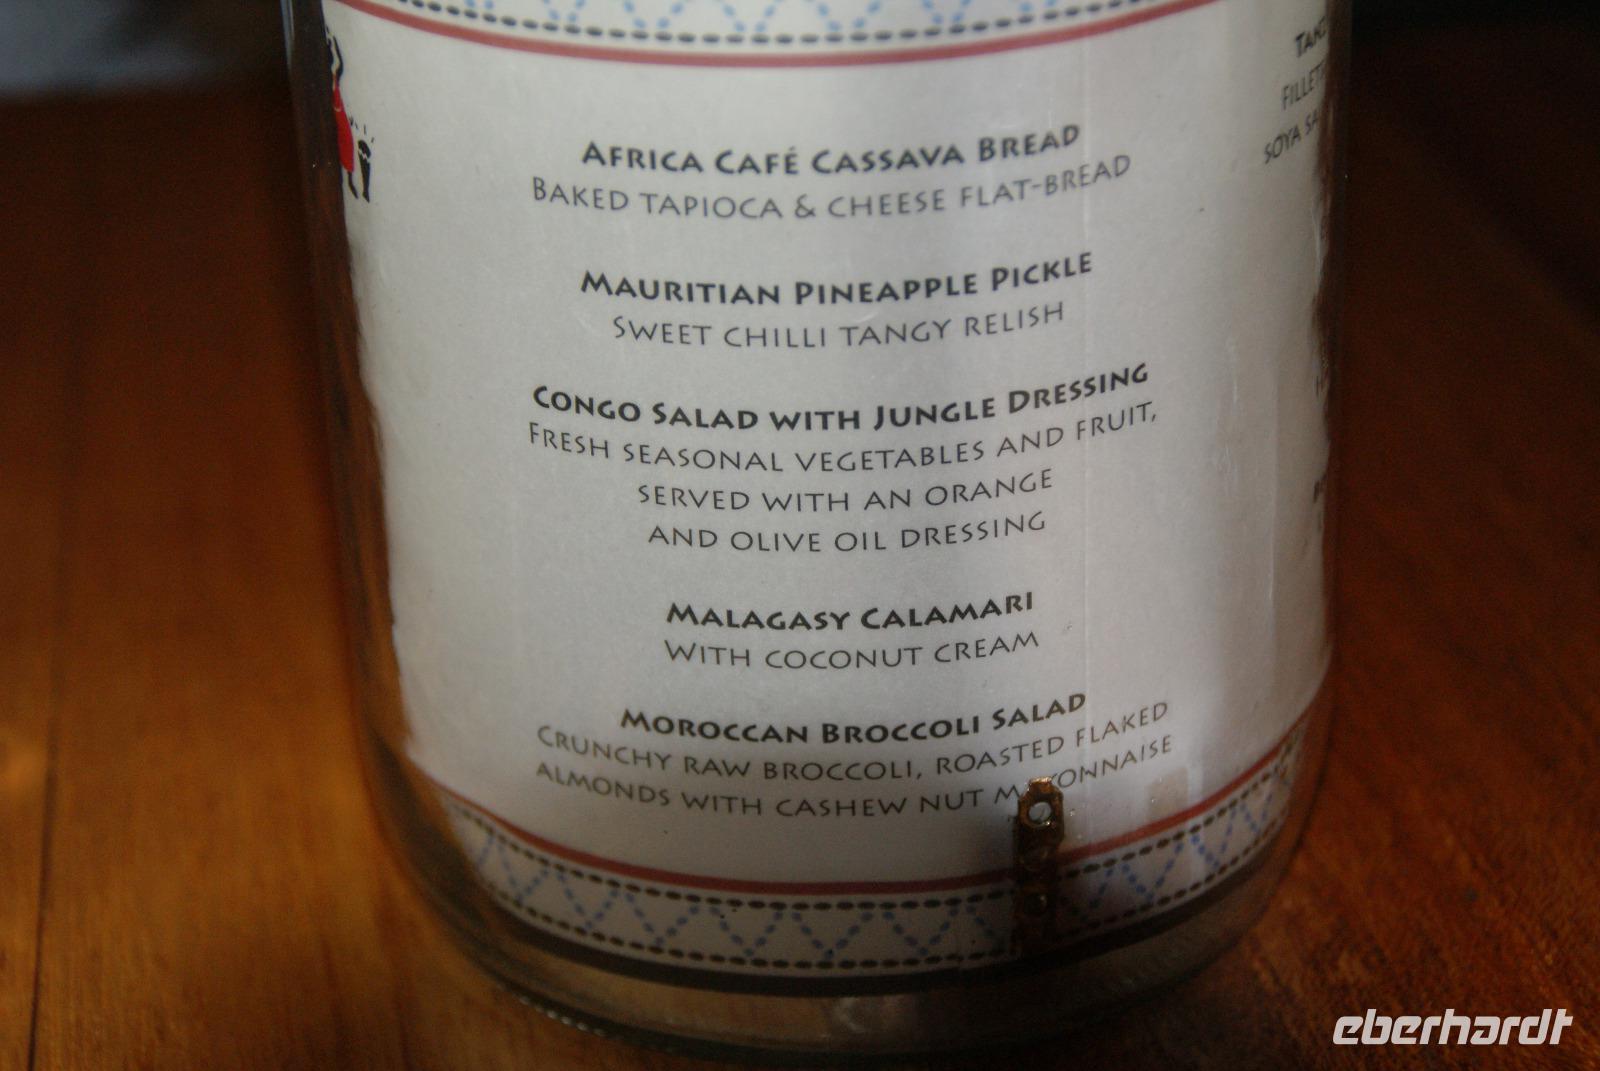 AFRICA CAFÉ CASSAVA BREAD
BAKED TAPIOCA & CHEESE FLAT-BREAD
MAURITIAN PINEAPPLE PICKLE
SWEET CHILLI TANGY RELISH
CONGO SALAD WITH JUNGLE DRESSING
FRESH SEASONAL VEGETABLES AND FRUIT,
SERVED WITH AN ORANGE
AND OLIVE OIL DRESSING
MALAGASY CALAMARI
WITH COCONUT CREAM
MOROCCAN BROCCOLI SALAD
CRUNCHY RAW BROCCOLI, ROASTED FLAKED
ALMONDS WITH CASHEW NUT MAYONNAISE
SOYA
eberhardt